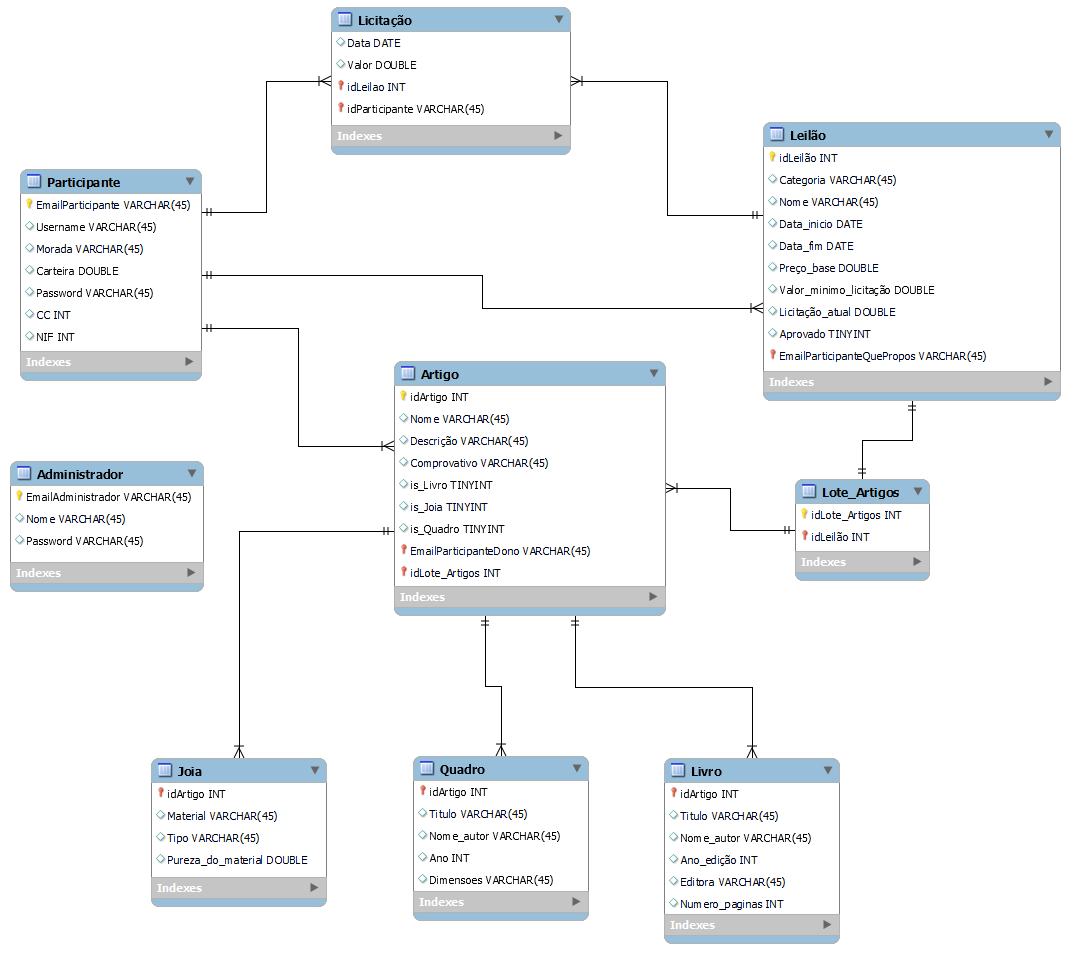 Licitação
Data DATE
Valor DOUBLE
idLeilao INT
idParticipante VARCHAR(45)
Indexes
Leilão
idLeilão INT
Categoria VARCHAR(45)
Nome VARCHAR(45)
Data_inicio DATE
Data_fim DATE
Preço_base DOUBLE
Valor_minimo_licitação DOUBLE
Licitação_atual DOUBLE
Aprovado TINYINT
EmailParticipanteQuePropos VARCHAR(45)
Indexes
Participante
EmailParticipante VARCHAR(45)
Username VARCHAR(45)
Morada VARCHAR(45)
Carteira DOUBLE
Password VARCHAR(45)
CC INT
NIF INT
Indexes
Artigo
idArtigo INT
Nome VARCHAR(45)
Descrição VARCHAR(45)
Comprovativo VARCHAR(45)
is_Livro TINYINT
is_Joia TINYINT
is_Quadro TINYINT
EmailParticipanteDono VARCHAR(45)
idLote_Artigos INT
Indexes
Administrador
EmailAdministrador VARCHAR(45)
Nome VARCHAR(45)
Password VARCHAR(45)
Indexes
Lote_Artigos
idLote_Artigos INT
idLeilão INT
Indexes
Joia
idArtigo INT
Material VARCHAR(45)
Tipo VARCHAR(45)
Pureza_do_material DOUBLE
Indexes
Quadro
idArtigo INT
Titulo VARCHAR(45)
Nome_autor VARCHAR(45)
Ano INT
Dimensoes VARCHAR(45)
Indexes
Livro
idArtigo INT
Titulo VARCHAR(45)
Nome_autor VARCHAR(45)
Ano_edição INT
Editora VARCHAR(45)
Numero_paginas INT
Indexes